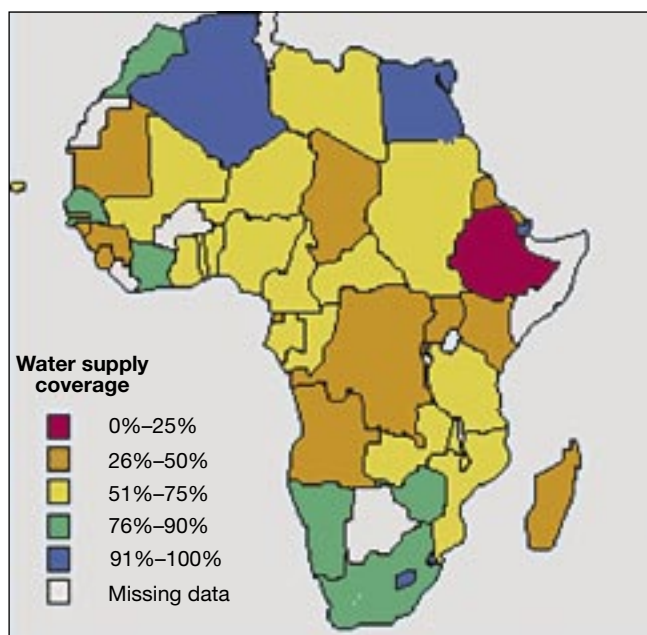 Water supply
coverage
0%–25%
26%–50%
51%–75%
76%–90%
91%–100%
Missing data